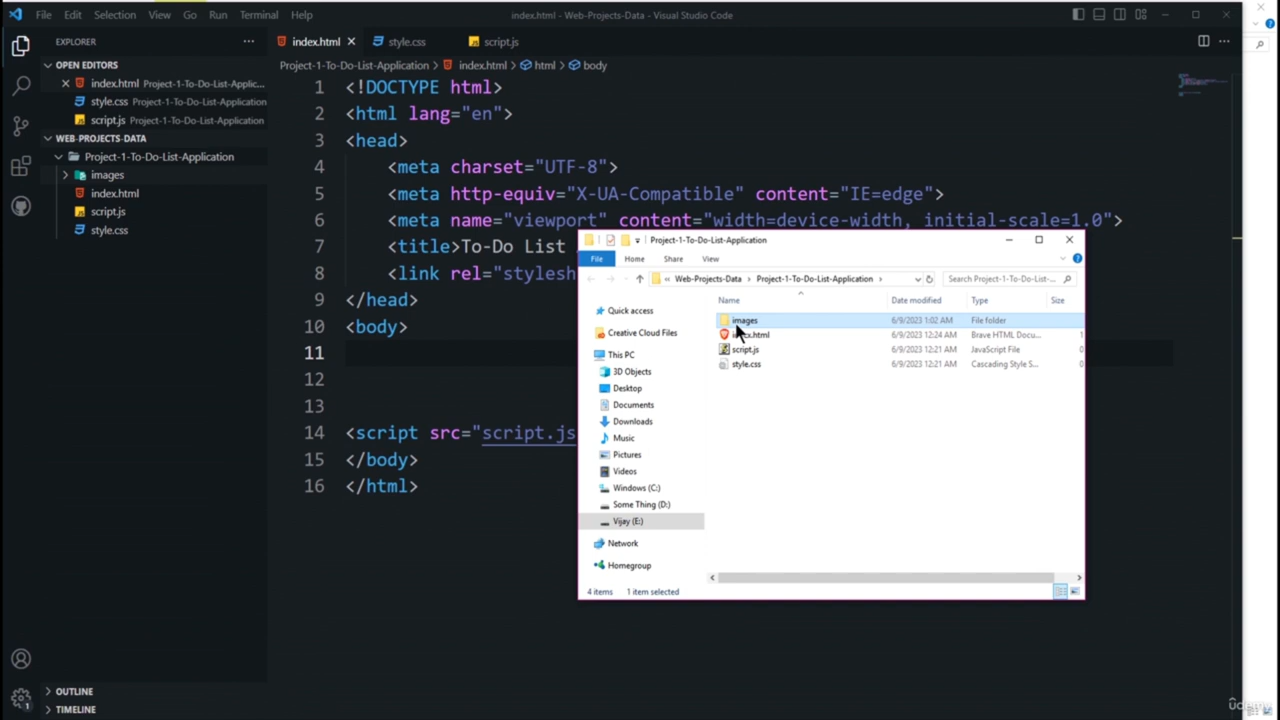 File Edit Selection View Go Run Terminal Help
index.html - Web-Projects-Data - Visual Studio Code
EXPLORER
OPEN EDITORS
index.html Project-1-To-Do-List-Applic...
style.css Project-1-To-Do-List-Application
script.js Project-1-To-Do-List-Application
WEB-PROJECTS-DATA
Project-1-To-Do-List-Application
images
index.html
script.js
style.css
OUTLINE
TIMELINE
1
index.html style.css script.js
Project-1-To-Do-List-Application > index.html > html > body
1 <!DOCTYPE html>
2 <html lang="en">
3 <head>
4 <meta charset="UTF-8">
5 <meta http-equiv="X-UA-Compatible" content="IE=edge">
6 <meta name="viewport" content="width=device-width, initial-scale=1.0">
7 <title>To-Do List
8 <link rel="stylesh
9 </head>
10 <body>
11
12
13
14 <script src="script.js
15 </body>
16 </html>
Project-1-To-Do-List-Application
File Home Share View
« Web-Projects-Data > Project-1-To-Do-List-Application >
Search Project-1-To-Do-List-...
Quick access
Creative Cloud Files
This PC
3D Objects
Desktop
Documents
Downloads
Music
Pictures
Videos
Windows (C:)
Some Thing (D:)
Vijay (E:)
Network
Homegroup
Name Date modified Type Size
images 6/9/2023 1:02 AM File folder
6/9/2023 12:24 AM Brave HTML Docu... 1
script.js 6/9/2023 12:21 AM JavaScript File 0
style.css 6/9/2023 12:21 AM Cascading Style S... 0
4 items 1 item selected